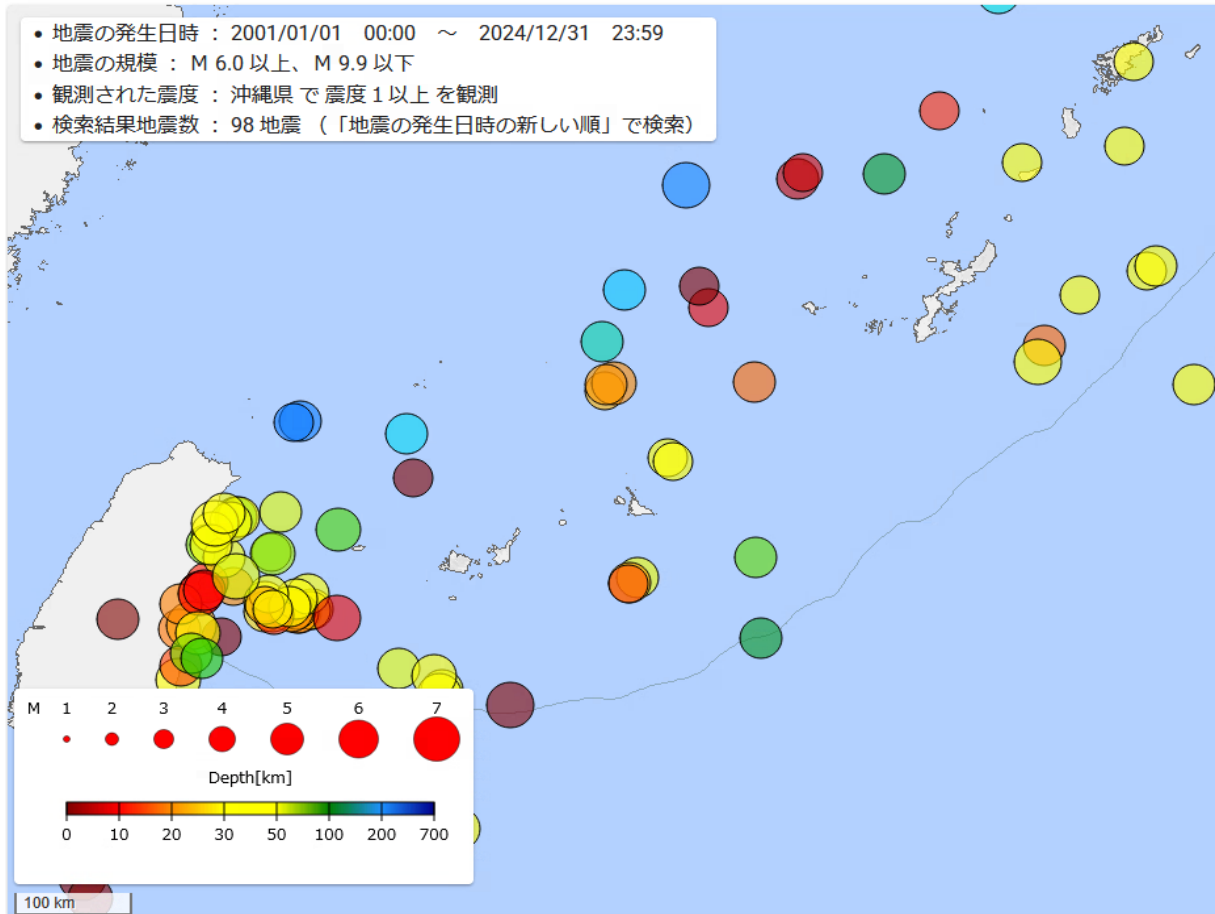 • 地震の発生日時 ： 2001/01/01 00:00 ～ 2024/12/31 23:59
• 地震の規模 ： M 6.0 以上、M 9.9 以下
• 観測された震度 ： 沖縄県 で 震度 1 以上 を観測
• 検索結果地震数 ： 98 地震 （「地震の発生日時の新しい順」で検索）
M 1 2 3 4 5 6 7
Depth[km]
0 10 20 30 50 100 200 700
100 km